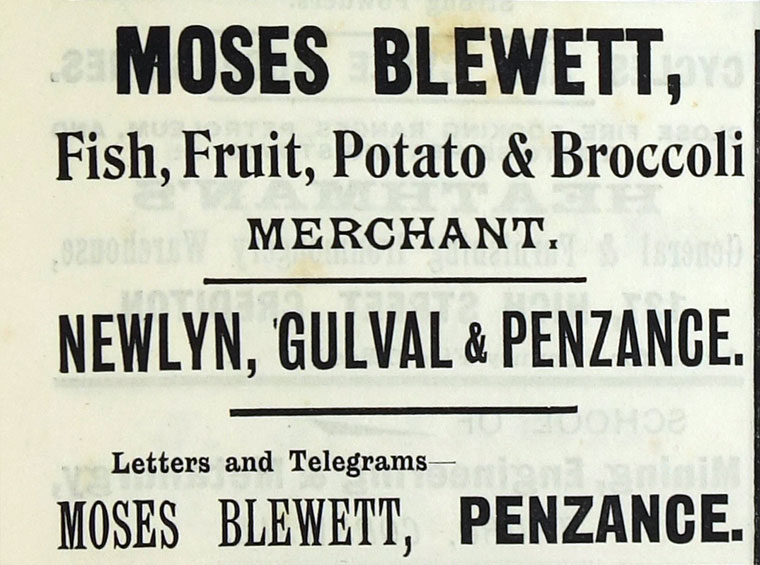 MOSES BLEWETT,
Fish, Fruit, Potato & Broccoli
MERCHANT.
NEWLYN, GULVAL & PENZANCE.
Letters and Telegrams—
MOSES BLEWETT, PENZANCE.